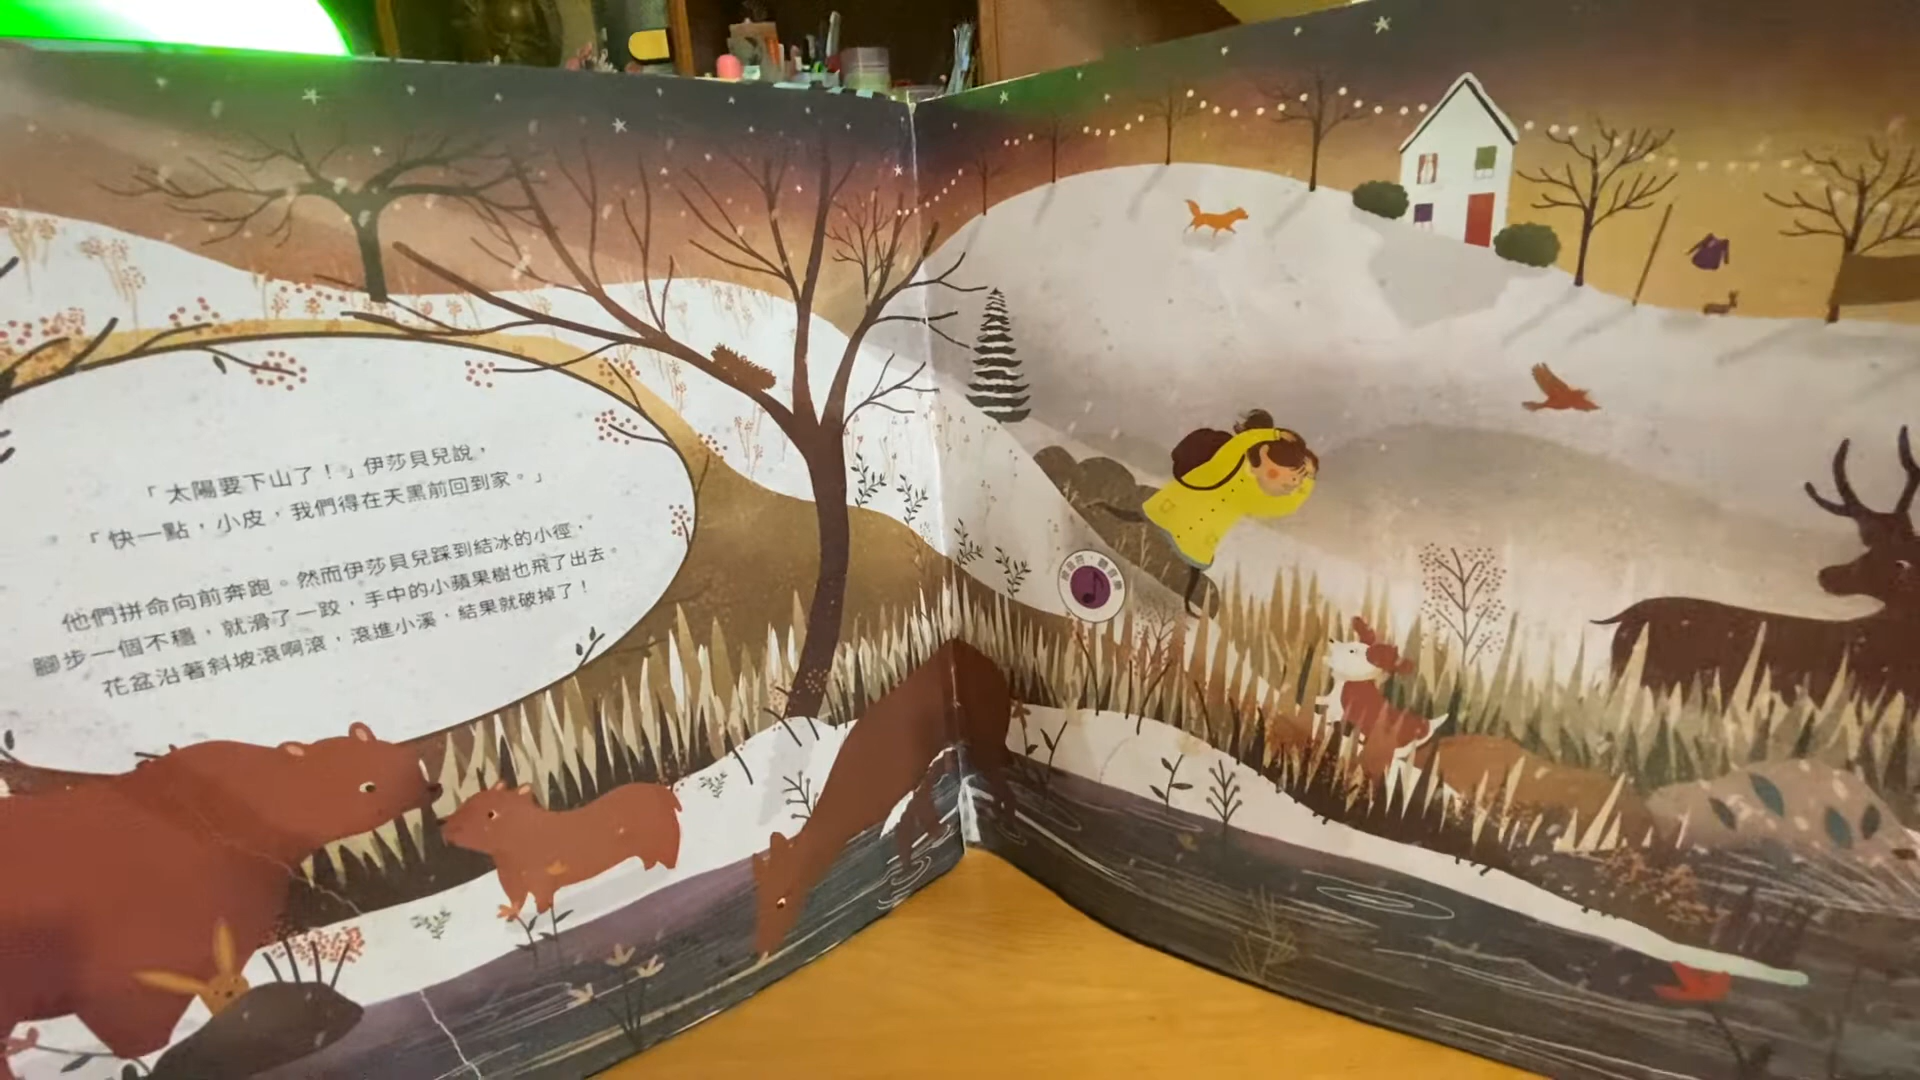 「太陽要下山了！」伊莎貝兒說，
「快一點，小皮，我們得在天黑前回到家。」
他們拼命向前奔跑。然而伊莎貝兒踩到結冰的小徑，
腳步一個不穩，就滑了一跤，手中的小蘋果樹也飛了出去。
花盆沿著斜坡滾啊滾，滾進小溪，結果就破掉了！